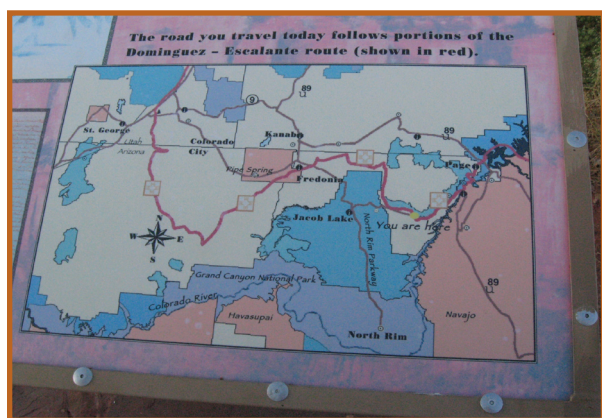 The road you travel today follows portions of the
Dominguez – Escalante route (shown in red).
9
89
89
St. George
Utah
Arizona
Colorado
City
Kanab
Pipe Spring
Fredonia
Page
Jacob Lake
You are here
N
W E
S
North Rim Parkway
Grand Canyon National Park
Colorado River
89
Havasupai
Navajo
North Rim